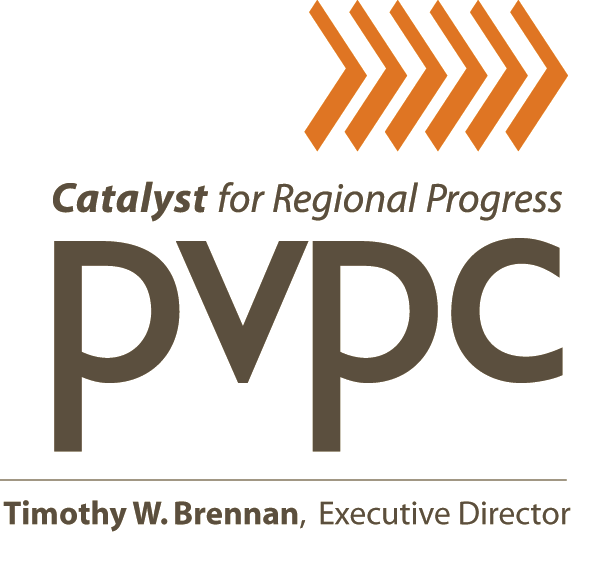 Catalyst for Regional Progress
pvpc
Timothy W. Brennan, Executive Director